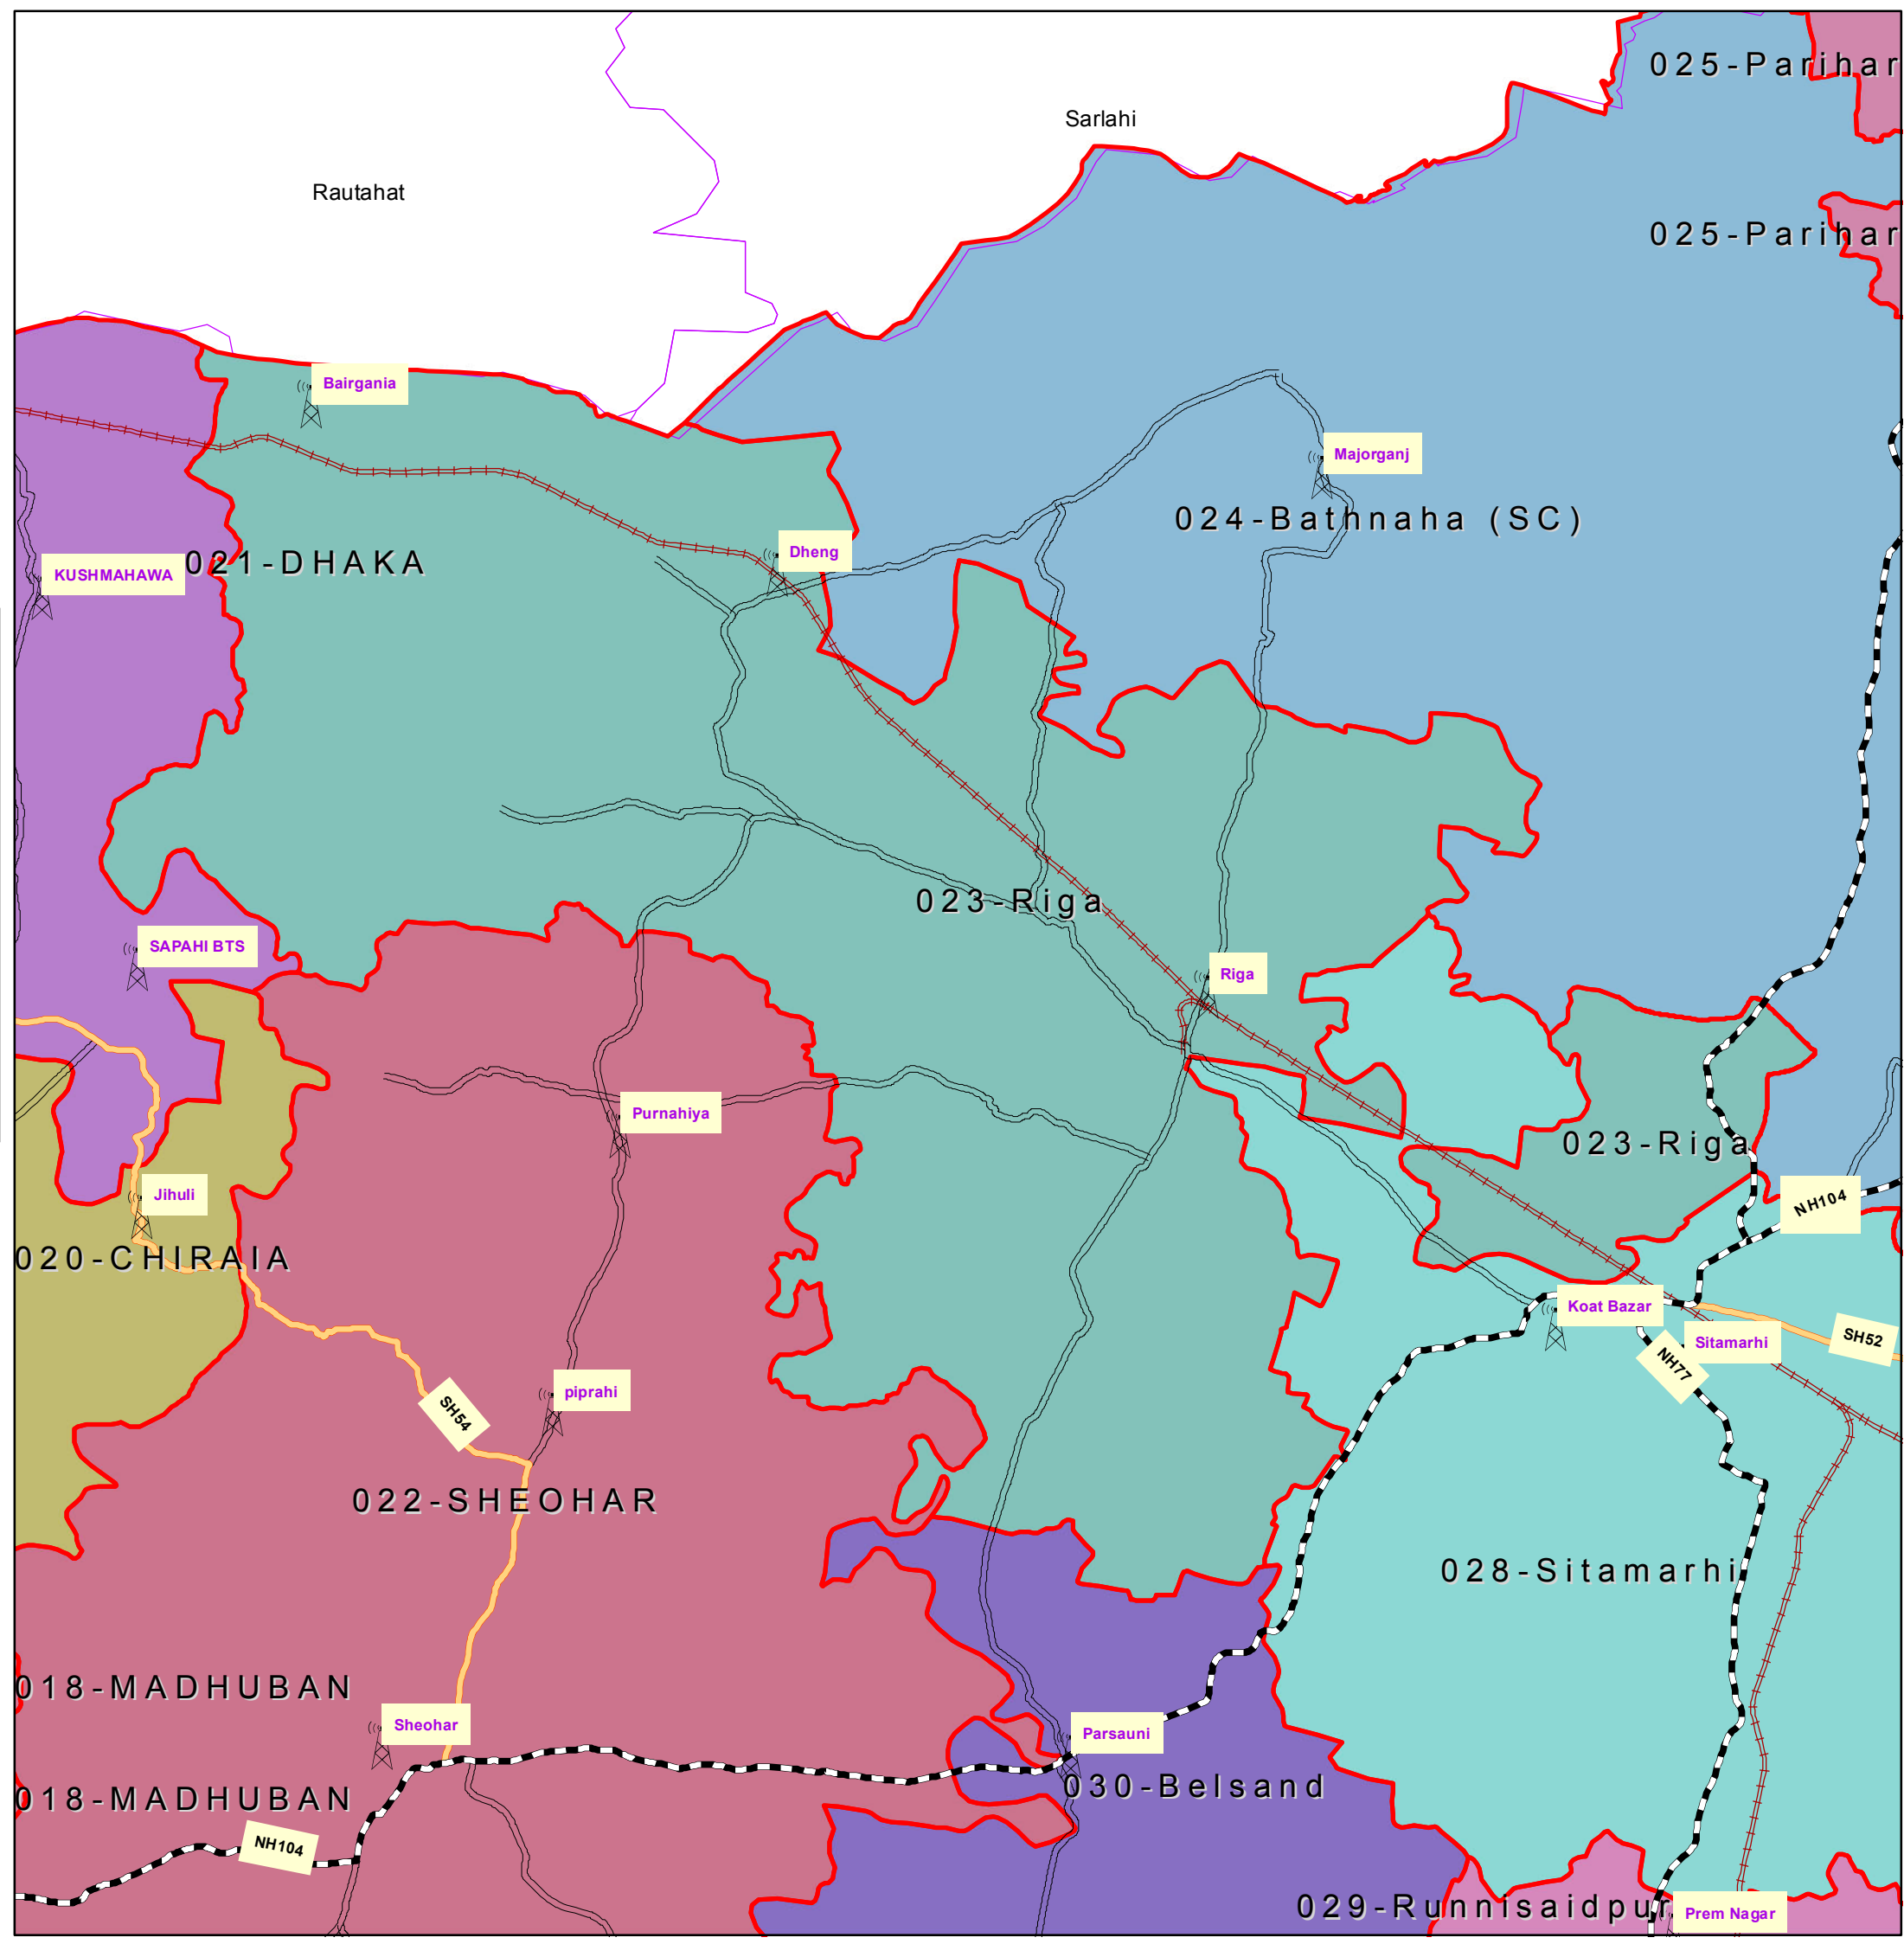 025-Parihar
Sarlahi
Rautahat
025-Parihar
Bairgania
Majorganj
024-Bathnaha (SC)
Dheng
021-DHAKA
KUSHMAHAWA
023-Riga
SAPAHI BTS
Riga
Purnahiya
023-Riga
Jihuli
NH104
020-CHIRAIA
Koat Bazar
SH52
Sitamarhi
NH77
piprahi
SH54
022-SHEOHAR
028-Sitamarhi
018-MADHUBAN
Sheohar
Parsauni
030-Belsand
018-MADHUBAN
NH104
029-Runnisaidpur
Prem Nagar